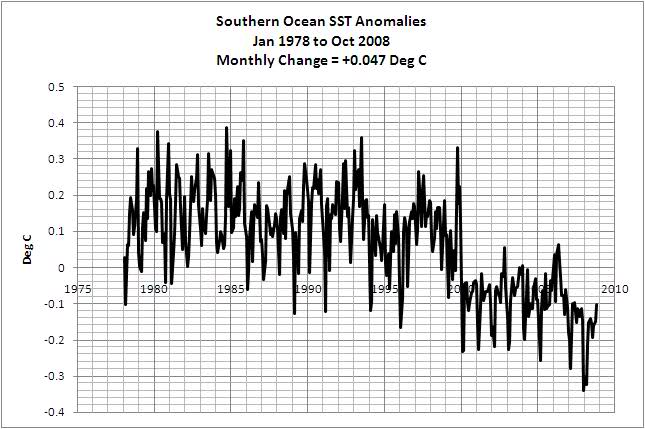 Southern Ocean SST Anomalies
Jan 1978 to Oct 2008
Monthly Change = +0.047 Deg C
Deg C
0.5
0.4
0.3
0.2
0.1
0
-0.1
-0.2
-0.3
-0.4
1975 1980 1985 1990 1995 2000 2005 2010